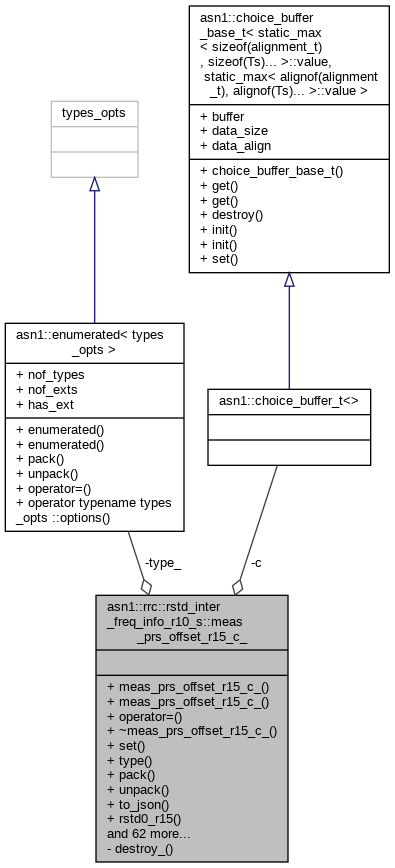 asn1::choice_buffer
_base_t< static_max
< sizeof(alignment_t)
, sizeof(Ts)... >::value,
static_max< alignof(alignment
_t), alignof(Ts)... >::value >
+ buffer
+ data_size
+ data_align
+ choice_buffer_base_t()
+ get()
+ get()
+ destroy()
+ init()
+ init()
+ set()
types_opts
asn1::enumerated< types
_opts >
+ nof_types
+ nof_exts
+ has_ext
+ enumerated()
+ enumerated()
+ pack()
+ unpack()
+ operator=()
+ operator typename types
_opts ::options()
asn1::choice_buffer_t<>
-type_
-c
asn1::rrc::rstd_inter
_freq_info_r10_s::meas
_prs_offset_r15_c_
+ meas_prs_offset_r15_c_()
+ meas_prs_offset_r15_c_()
+ operator=()
+ ~meas_prs_offset_r15_c_()
+ set()
+ type()
+ pack()
+ unpack()
+ to_json()
+ rstd0_r15()
and 62 more...
- destroy_()